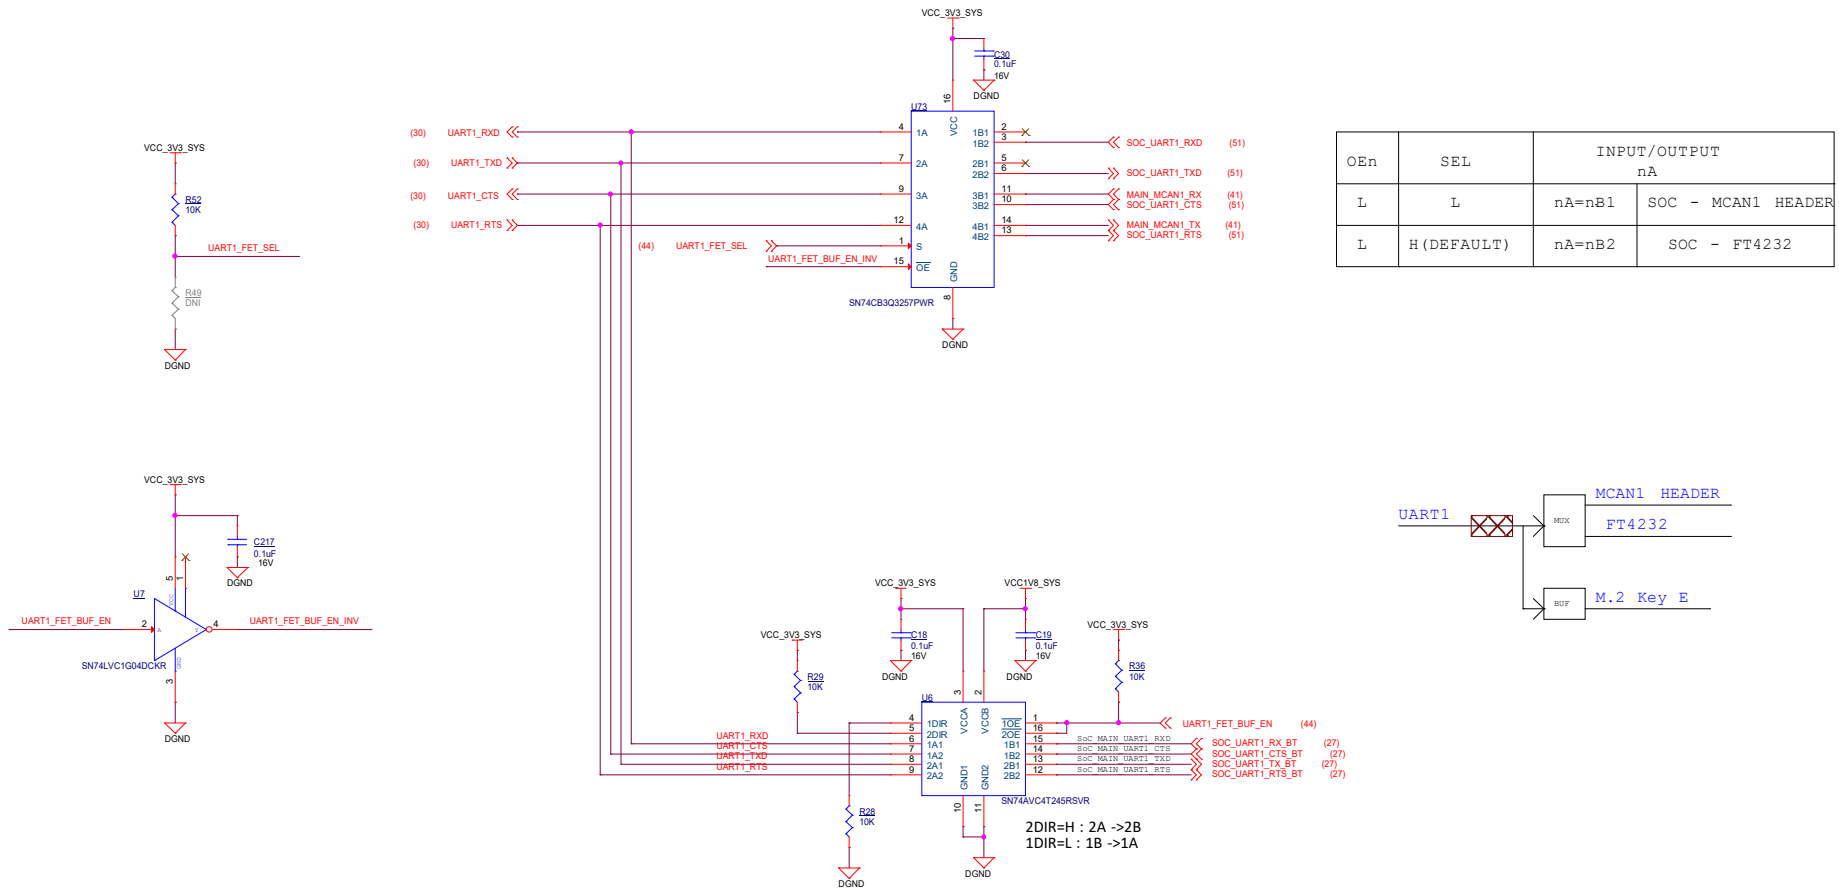 VCC_3V3_SYS
C30
0.1uF
16V
DGND
16
U73
VCC
(30) UART1_RXD
4 1A
1B1 2
1B2 3
SOC_UART1_RXD (51)
(30) UART1_TXD
7 2A
2B1 5
2B2 6
SOC_UART1_TXD (51)
(30) UART1_CTS
9 3A
3B1 11
MAIN_MCAN1_RX (41)
3B2 10
SOC_UART1_CTS (51)
(30) UART1_RTS
12 4A
4B1 14
MAIN_MCAN1_TX (41)
4B2 13
SOC_UART1_RTS (51)
(44) UART1_FET_SEL
1 S
UART1_FET_BUF_EN_INV
15 OE
GND
8
SN74CB3Q3257PWR
DGND
VCC_3V3_SYS
R52
10K
UART1_FET_SEL
R49
DNI
DGND
OEn SEL INPUT/OUTPUT
nA
L L nA=nB1 SOC - MCAN1 HEADER
L H(DEFAULT) nA=nB2 SOC - FT4232
VCC_3V3_SYS
C217
0.1uF
16V
DGND
5
1
U7
VCC
UART1_FET_BUF_EN
2 A
Y 4
UART1_FET_BUF_EN_INV
GND
SN74LVC1G04DCKR
3
DGND
UART1
MUX
MCAN1 HEADER
FT4232
BUF
M.2 Key E
VCC_3V3_SYS
VCC1V8_SYS
C18
0.1uF
16V
DGND
C19
0.1uF
16V
DGND
VCC_3V3_SYS
R29
10K
VCC_3V3_SYS
R36
10K
U6
3
2
VCCA
VCCB
4 1DIR
5 2DIR
1OE 1
2OE 16
UART1_FET_BUF_EN (44)
UART1_RXD
6 1A1
1B1 15
SoC_MAIN_UART1_RXD
SOC_UART1_RX_BT (27)
UART1_CTS
7 1A2
1B2 14
SoC_MAIN_UART1_CTS
SOC_UART1_CTS_BT (27)
UART1_TXD
8 2A1
2B1 13
SoC_MAIN_UART1_TXD
SOC_UART1_TX_BT (27)
UART1_RTS
9 2A2
2B2 12
SoC_MAIN_UART1_RTS
SOC_UART1_RTS_BT (27)
GND1
GND2
10
11
SN74AVC4T245RSVR
R28
10K
DGND
DGND
2DIR=H : 2A ->2B
1DIR=L : 1B ->1A